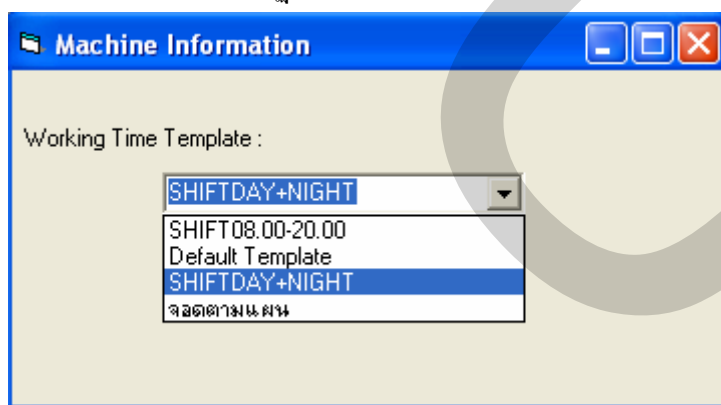 Machine Information
Working Time Template :
SHIFTDAY+NIGHT
SHIFT08.00-20.00
Default Template
SHIFTDAY+NIGHT
จอดตามแผน